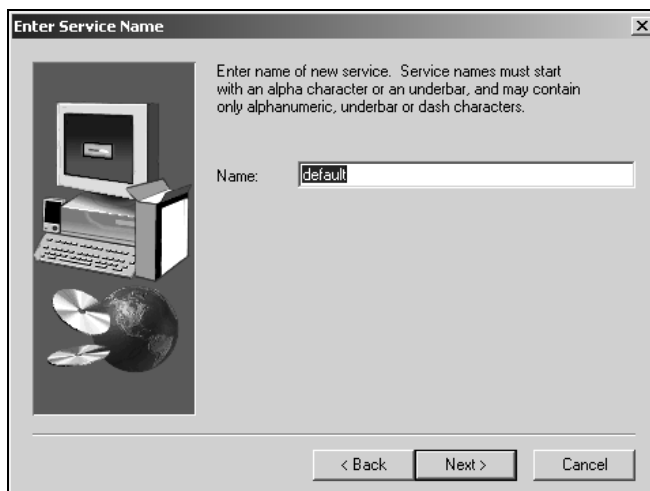 Enter Service Name
Enter name of new service. Service names must start
with an alpha character or an underbar, and may contain
only alphanumeric, underbar or dash characters.
Name: default
< Back Next > Cancel